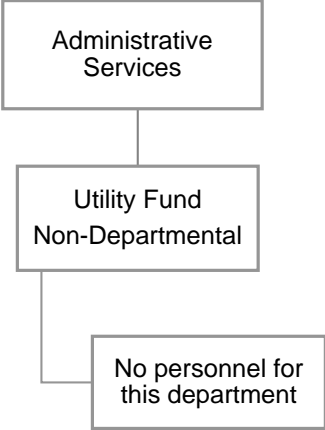 Administrative
Services
Utility Fund
Non-Departmental
No personnel for
this department